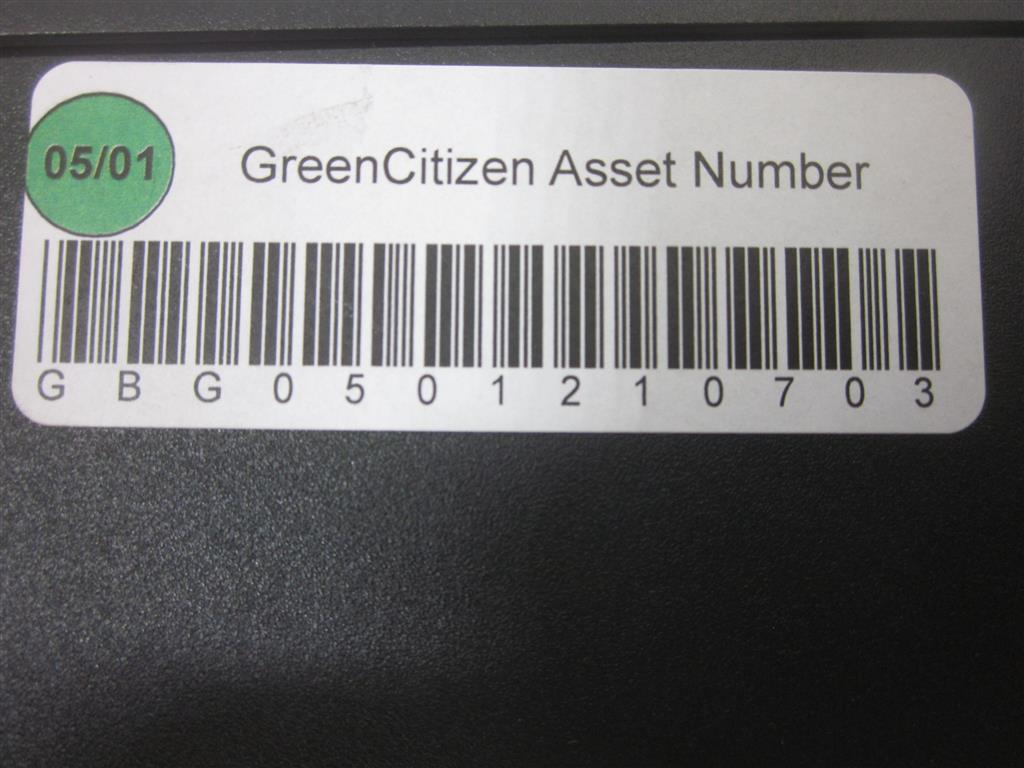 05/01
GreenCitizen Asset Number
G B G 0 5 0 1 2 1 0 7 0 3